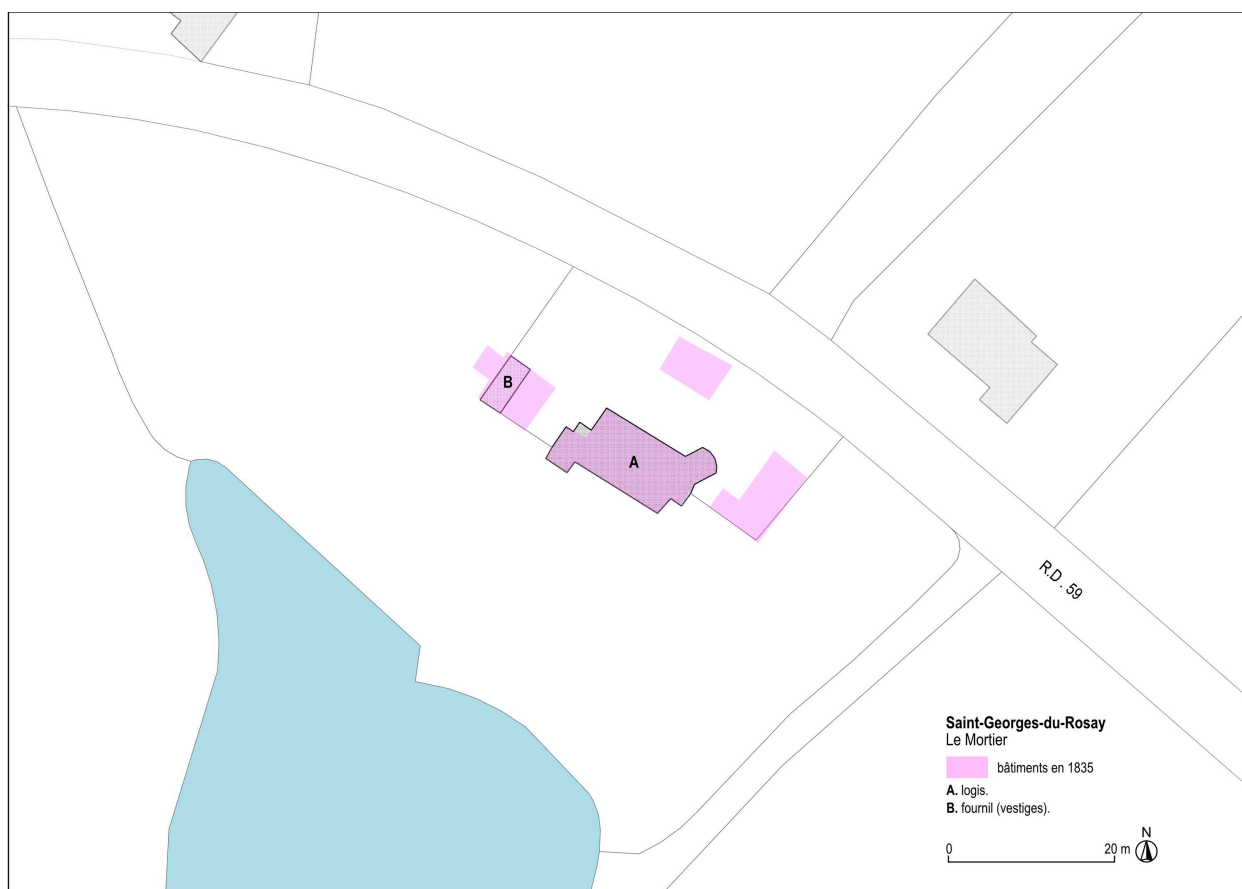 B
A
R.D . 59
Saint-Georges-du-Rosay
Le Mortier
bâtiments en 1835
A. logis.
B. fournil (vestiges).
N
0 20 m